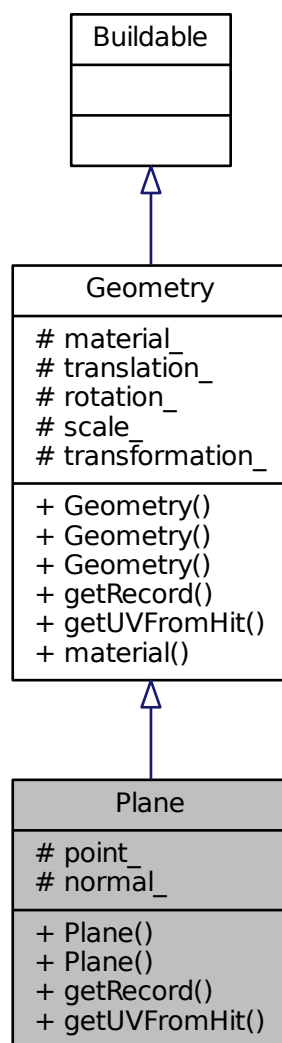 Buildable
Geometry
# material_
# translation_
# rotation_
# scale_
# transformation_
+ Geometry()
+ Geometry()
+ Geometry()
+ getRecord()
+ getUVFromHit()
+ material()
Plane
# point_
# normal_
+ Plane()
+ Plane()
+ getRecord()
+ getUVFromHit()